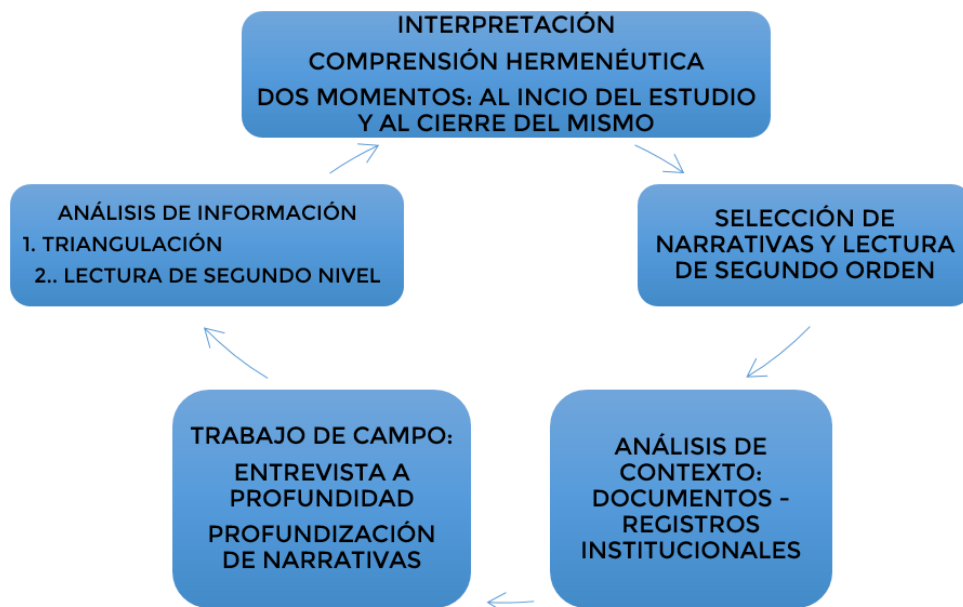 INTERPRETACIÓN
COMPRENSIÓN HERMENÉUTICA
DOS MOMENTOS: AL INCIO DEL ESTUDIO
Y AL CIERRE DEL MISMO
SELECCIÓN DE
NARRATIVAS Y LECTURA
DE SEGUNDO ORDEN
ANÁLISIS DE
CONTEXTO:
DOCUMENTOS -
REGISTROS
INSTITUCIONALES
TRABAJO DE CAMPO:
ENTREVISTA A
PROFUNDIDAD
PROFUNDIZACIÓN
DE NARRATIVAS
ANÁLISIS DE INFORMACIÓN
1. TRIANGULACIÓN
2.. LECTURA DE SEGUNDO NIVEL